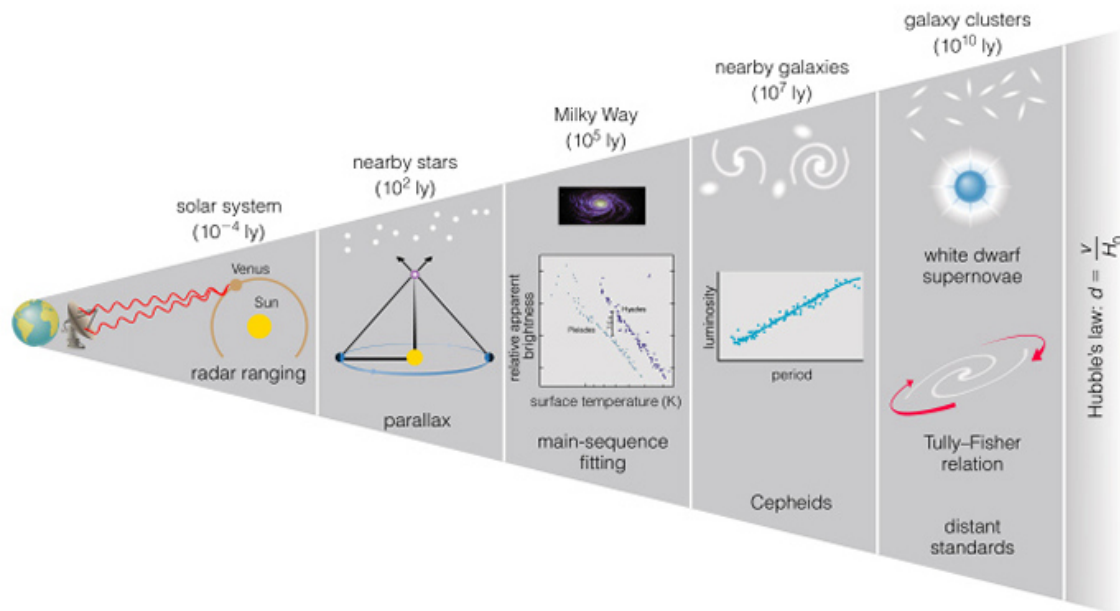 solar system
(10⁻⁴ ly)
Venus
Sun
radar ranging
nearby stars
(10² ly)
parallax
Milky Way
(10⁵ ly)
relative apparent
brightness
Pleiades
Hyades
surface temperature (K)
main-sequence
fitting
nearby galaxies
(10⁷ ly)
luminosity
period
Cepheids
galaxy clusters
(10¹⁰ ly)
white dwarf
supernovae
Tully–Fisher
relation
distant
standards
Hubble's law: d = v/H₀